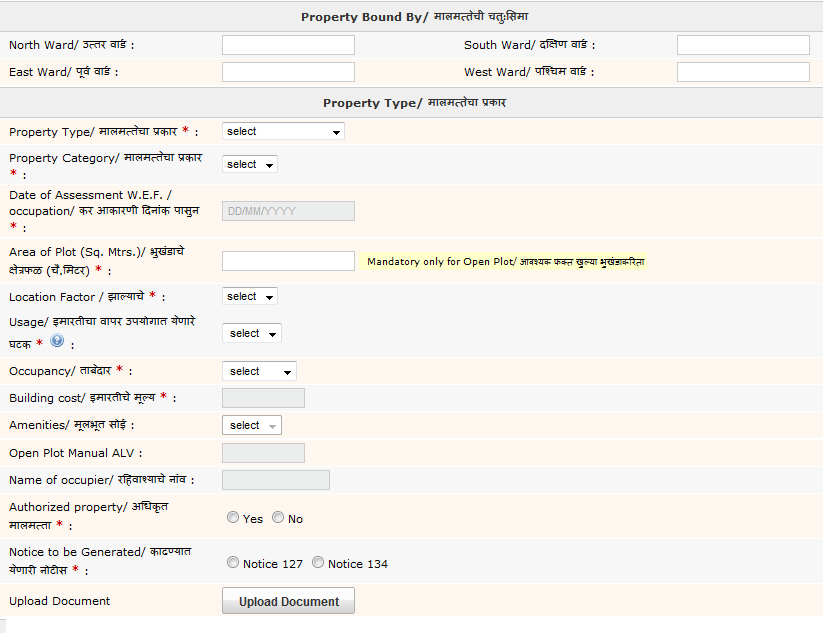 Property Bound By/ मालमत्तेची चतु:सिमा
North Ward/ उत्तर वार्ड :
South Ward/ दक्षिण वार्ड :
East Ward/ पूर्व वार्ड :
West Ward/ पश्चिम वार्ड :
Property Type/ मालमत्तेचा प्रकार
Property Type/ मालमत्तेचा प्रकार * : select
Property Category/ मालमत्तेचा प्रकार
* :
select
Date of Assessment W.E.F. /
occupation/ कर आकारणी दिनांक पासुन
* :
DD/MM/YYYY
Area of Plot (Sq. Mtrs.)/ भुखंडाचे
क्षेत्रफळ (चै.मिटर) * :
Mandatory only for Open Plot/ आवश्यक फक्त खुल्या भुखंडाकरिता
Location Factor / झाल्याचे * : select
Usage/ इमारतीचा वापर उपयोगात येणारे
घटक * ? :
select
Occupancy/ ताबेदार * : select
Building cost/ इमारतीचे मूल्य * :
Amenities/ मूलभूत सोई : select
Open Plot Manual ALV :
Name of occupier/ रहिवाश्याचे नांव :
Authorized property/ अधिकृत
मालमत्ता * :
Yes No
Notice to be Generated/ काढण्यात
येणारी नोटीस * :
Notice 127 Notice 134
Upload Document Upload Document